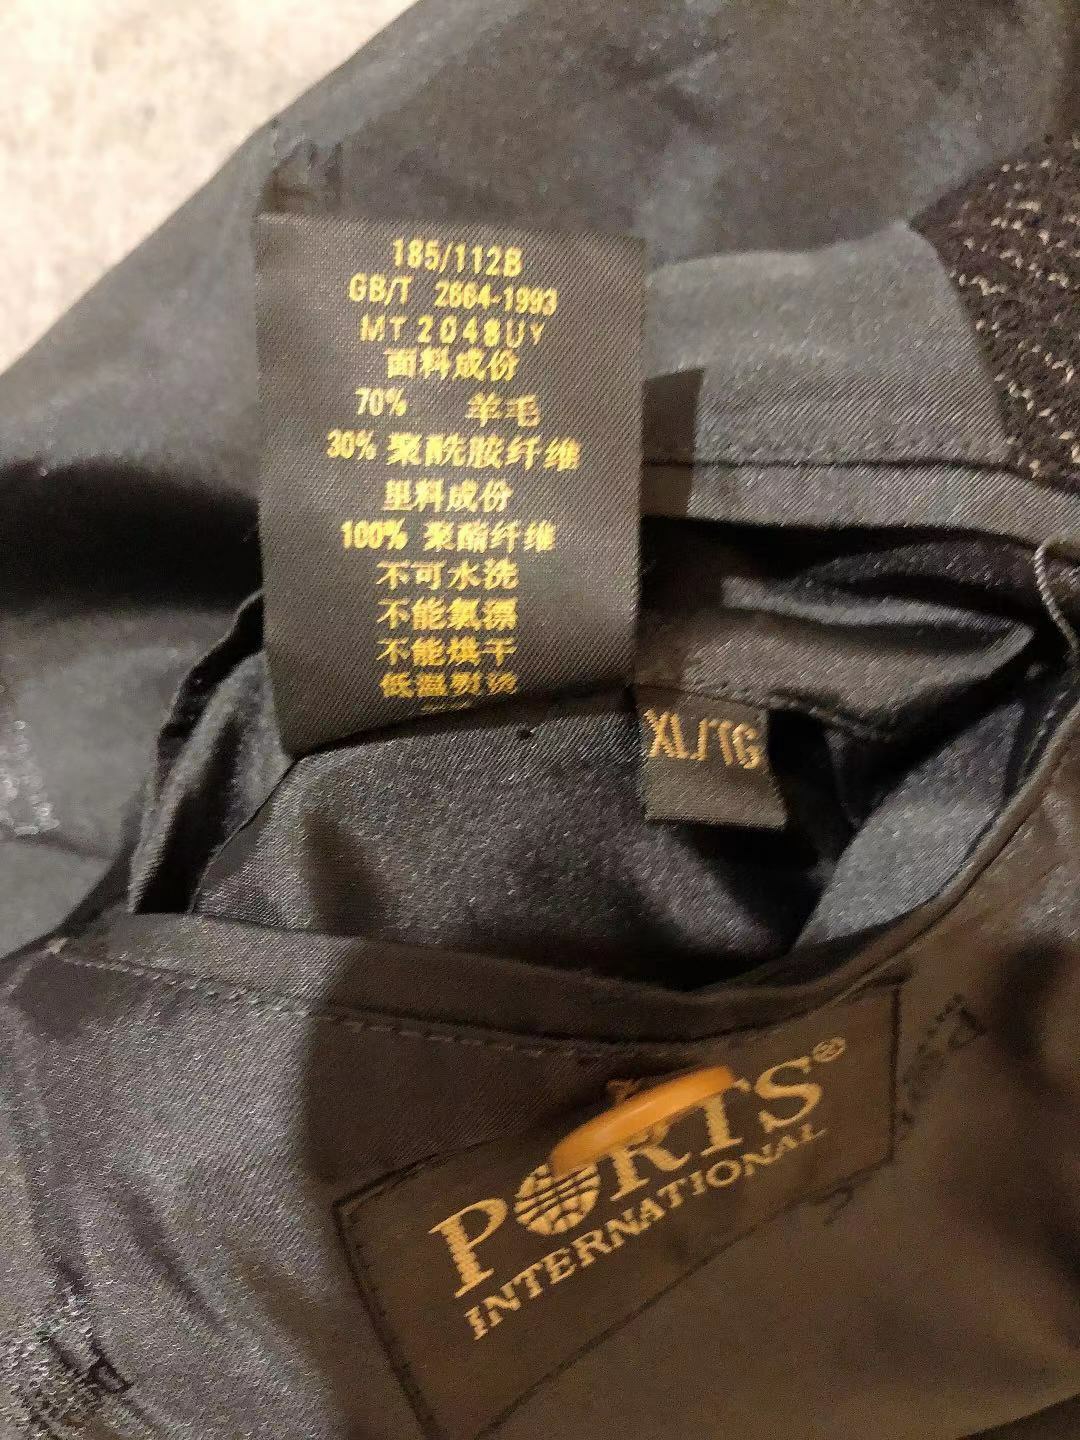 185/112B
GB/T 2664-1993
MT2048UY
面料成份
70% 羊毛
30% 聚酰胺纤维
里料成份
100% 聚酯纤维
不可水洗
不能氯漂
不能烘干
低温熨烫
XL/TG
PORTS®
INTERNATIONAL